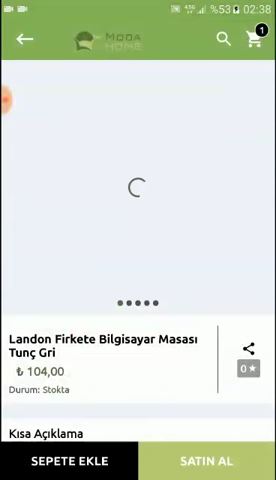 %53 02:38
MODA
HOME
1
Landon Firkete Bilgisayar Masası
Tunç Gri
₺ 104,00
0 ★
Durum: Stokta
Kısa Açıklama
SEPETE EKLE
SATIN AL